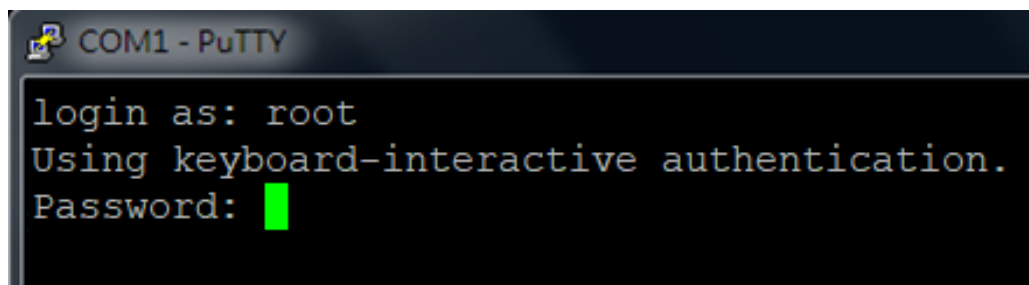 COM1 - PuTTY
login as: root
Using keyboard-interactive authentication.
Password: